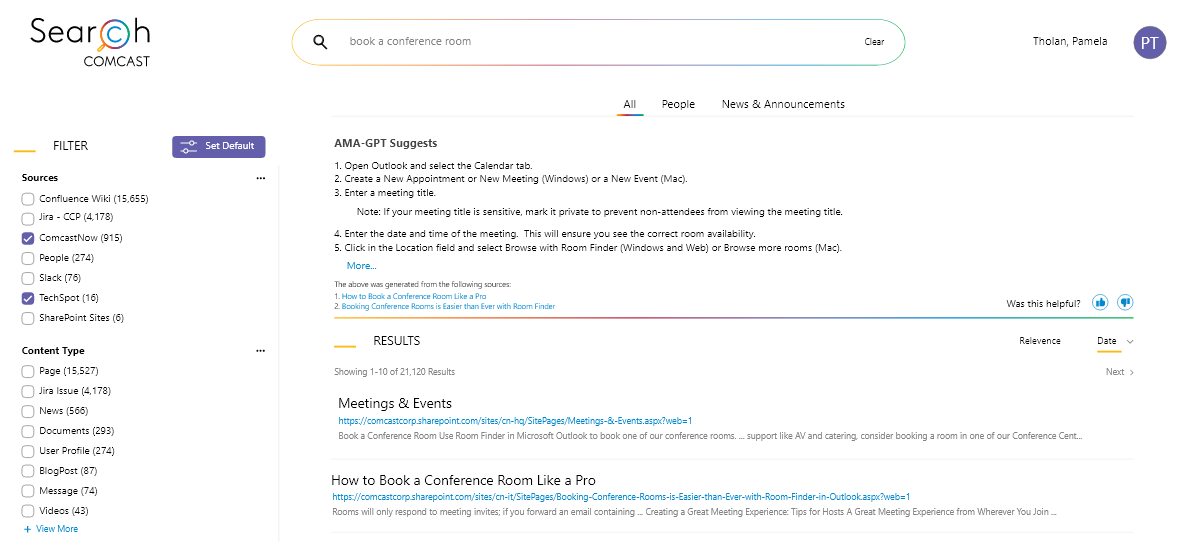 Search
COMCAST
book a conference room
Clear
Tholan, Pamela
PT
All
People
News & Announcements
FILTER
Set Default
Sources
...
Confluence Wiki (15,655)
Jira - CCP (4,178)
ComcastNow (915)
People (274)
Slack (76)
TechSpot (16)
SharePoint Sites (6)
Content Type
...
Page (15,527)
Jira Issue (4,178)
News (566)
Documents (293)
User Profile (274)
BlogPost (87)
Message (74)
Videos (43)
+ View More
AMA-GPT Suggests
1. Open Outlook and select the Calendar tab.
2. Create a New Appointment or New Meeting (Windows) or a New Event (Mac).
3. Enter a meeting title.
Note: If your meeting title is sensitive, mark it private to prevent non-attendees from viewing the meeting title.
4. Enter the date and time of the meeting. This will ensure you see the correct room availability.
5. Click in the Location field and select Browse with Room Finder (Windows and Web) or Browse more rooms (Mac).
More...
The above was generated from the following sources:
1. How to Book a Conference Room Like a Pro
2. Booking Conference Rooms is Easier than Ever with Room Finder
Was this helpful?
RESULTS
Relevence
Date
Showing 1-10 of 21,120 Results
Next >
Meetings & Events
https://comcastcorp.sharepoint.com/sites/cn-hq/SitePages/Meetings-&-Events.aspx?web=1
Book a Conference Room Use Room Finder in Microsoft Outlook to book one of our conference rooms. ... support like AV and catering, consider booking a room in one of our Conference Cent...
How to Book a Conference Room Like a Pro
https://comcastcorp.sharepoint.com/sites/cn-it/SitePages/Booking-Conference-Rooms-is-Easier-than-Ever-with-Room-Finder-in-Outlook.aspx?web=1
Rooms will only respond to meeting invites; if you forward an email containing ... Creating a Great Meeting Experience: Tips for Hosts A Great Meeting Experience from Wherever You Join ...